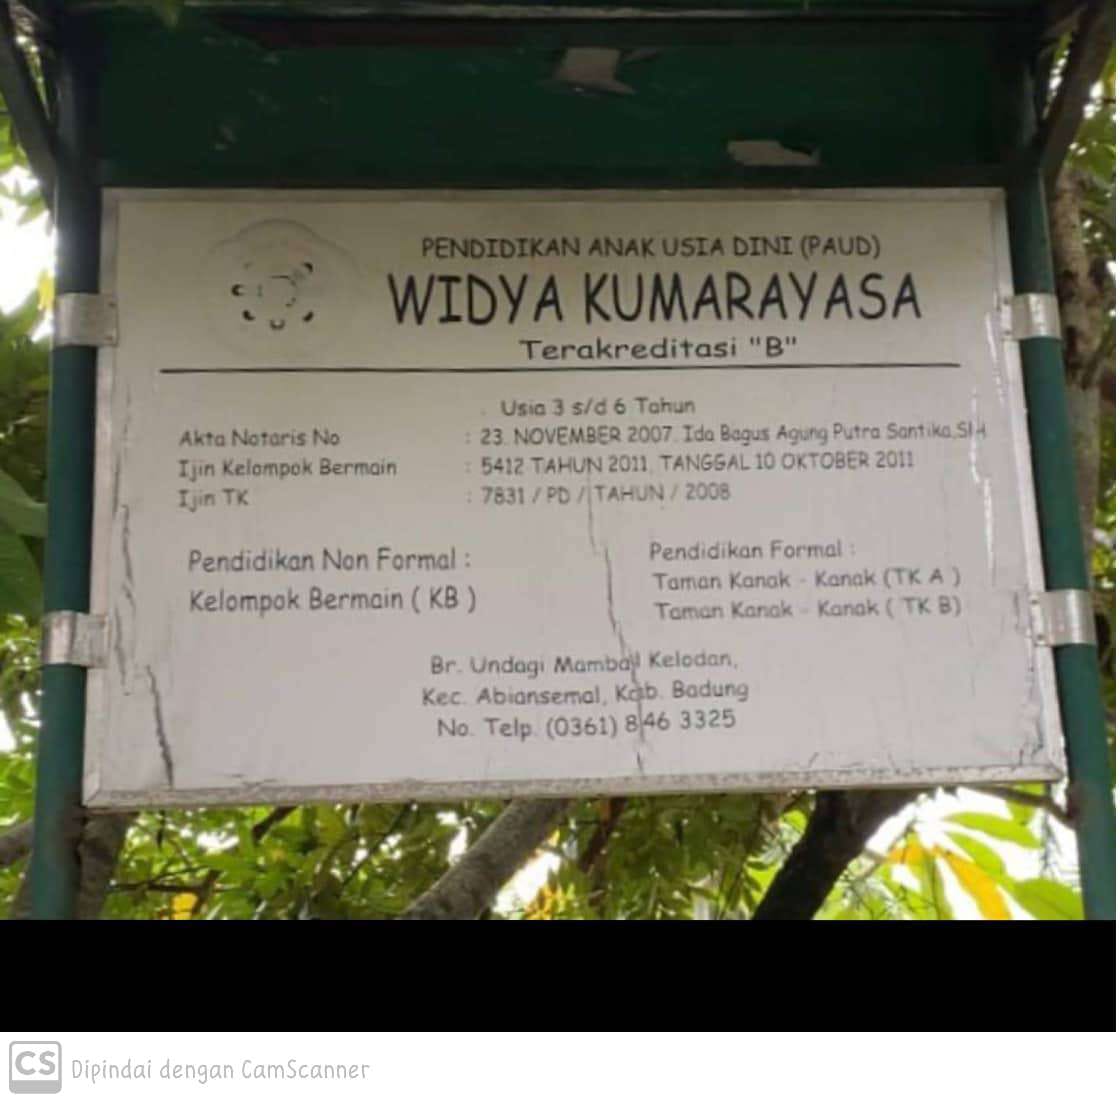 PENDIDIKAN ANAK USIA DINI (PAUD)
WIDYA KUMARAYASA
Terakreditasi "B"
Usia 3 s/d 6 Tahun
Akta Notaris No : 23. NOVEMBER 2007. Ida Bagus Agung Putra Santika,SH
Ijin Kelompok Bermain : 5412 TAHUN 2011, TANGGAL 10 OKTOBER 2011
Ijin TK : 7831 / PD / TAHUN / 2008
Pendidikan Non Formal :
Kelompok Bermain ( KB )
Pendidikan Formal :
Taman Kanak - Kanak (TK A )
Taman Kanak - Kanak ( TK B)
Br. Undagi Mambal Kelodan,
Kec. Abiansemal, Kab. Badung
No. Telp. (0361) 846 3325
CS Dipindai dengan CamScanner